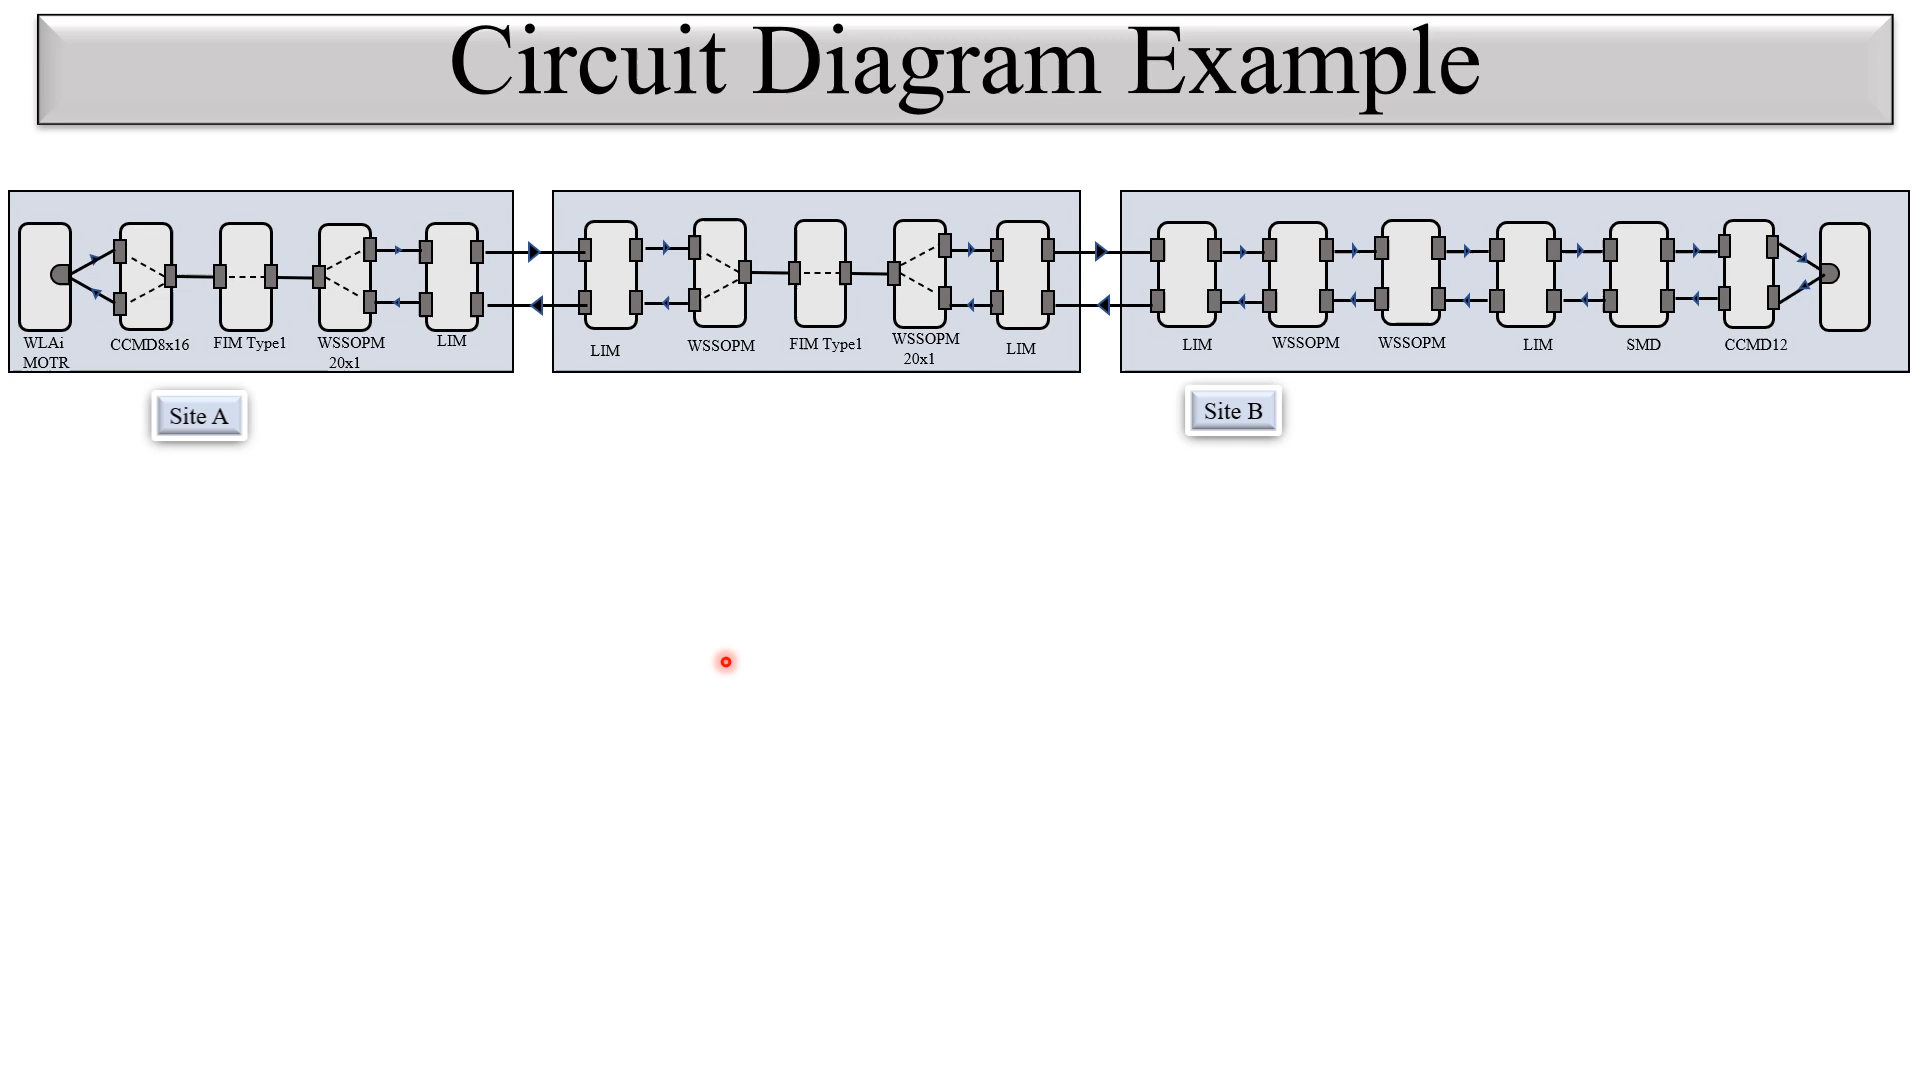 Circuit Diagram Example
WLAi
MOTR
CCMD8x16
FIM Type1
WSSOPM
20x1
LIM
LIM
WSSOPM
FIM Type1
WSSOPM
20x1
LIM
LIM
WSSOPM
WSSOPM
LIM
SMD
CCMD12
Site A
Site B